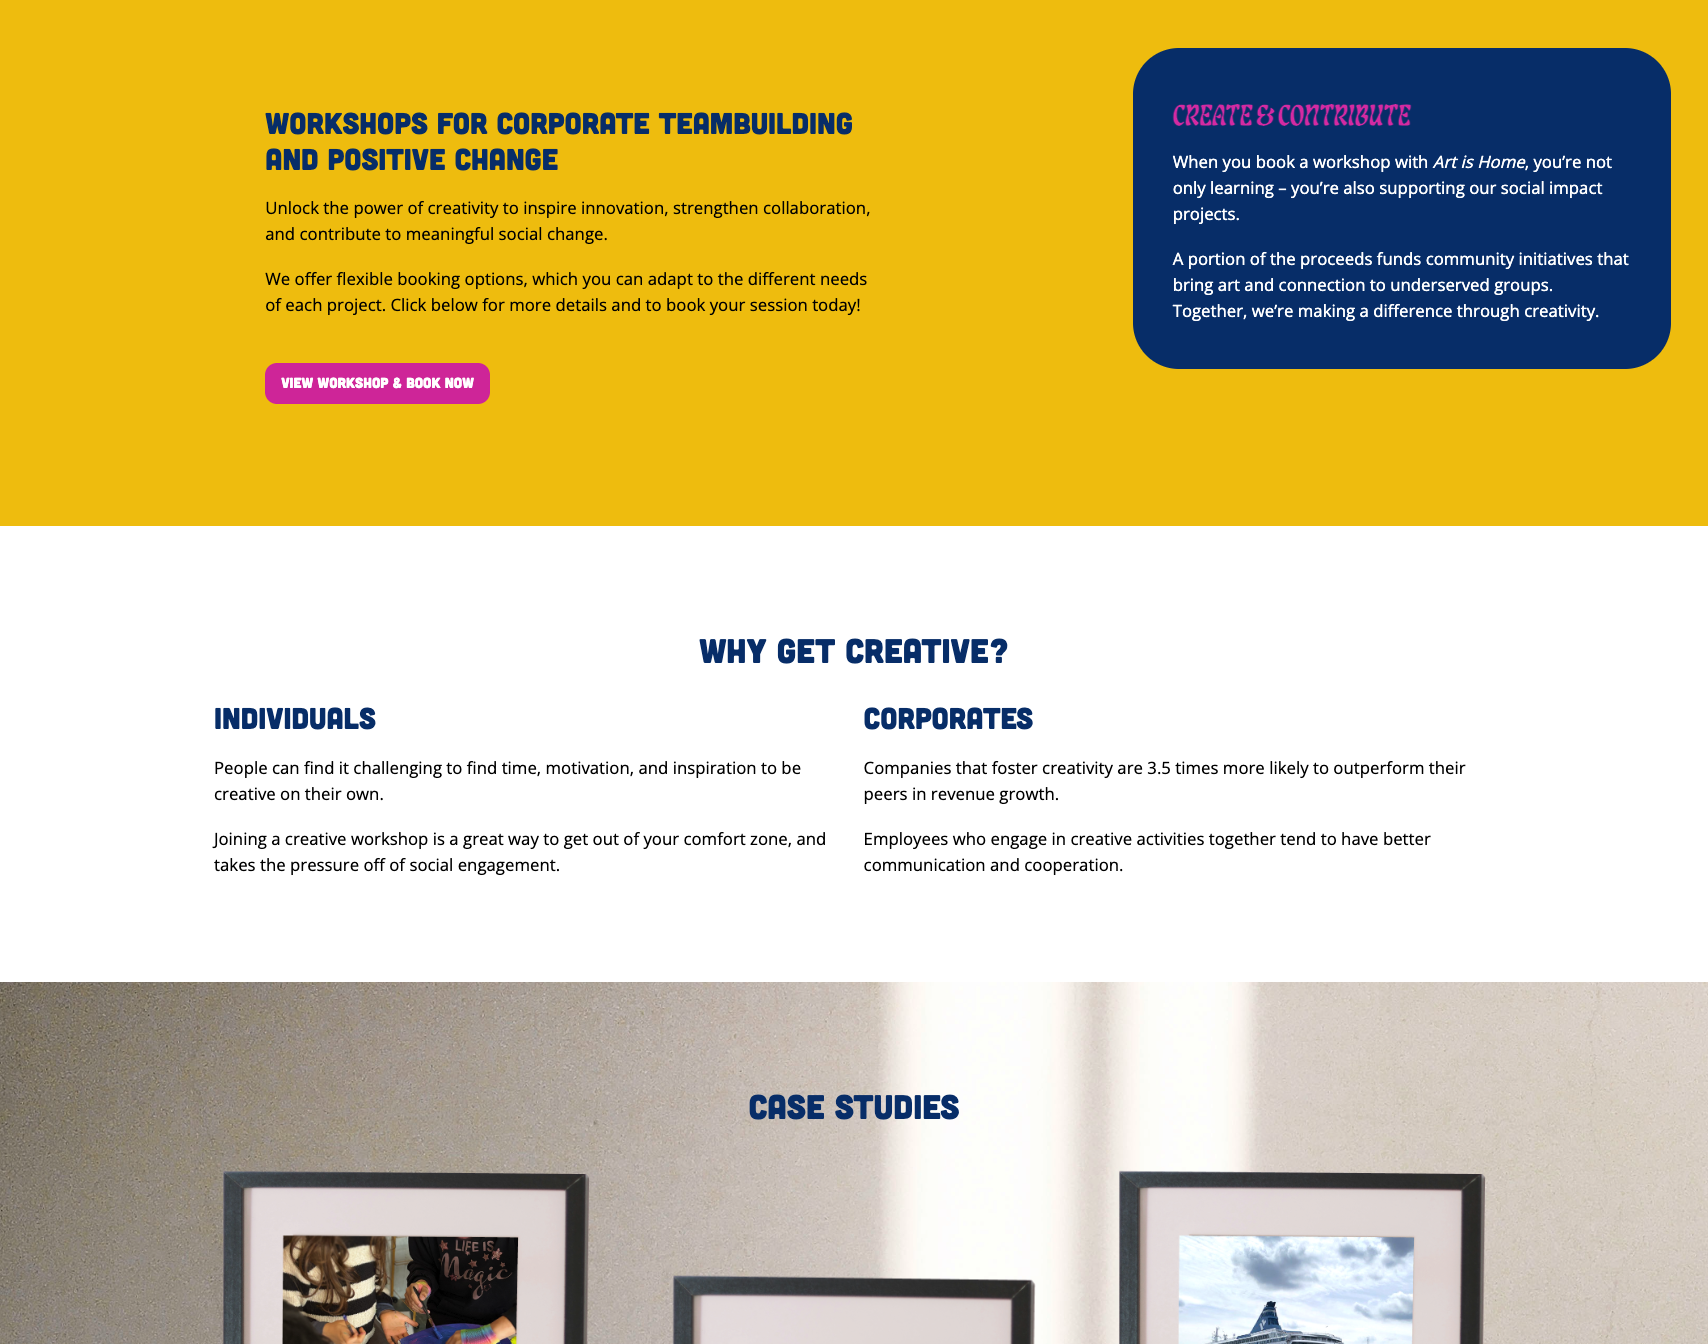 WORKSHOPS FOR CORPORATE TEAMBUILDING
AND POSITIVE CHANGE
Unlock the power of creativity to inspire innovation, strengthen collaboration,
and contribute to meaningful social change.
We offer flexible booking options, which you can adapt to the different needs
of each project. Click below for more details and to book your session today!
VIEW WORKSHOP & BOOK NOW
CREATE & CONTRIBUTE
When you book a workshop with Art is Home, you’re not
only learning – you’re also supporting our social impact
projects.
A portion of the proceeds funds community initiatives that
bring art and connection to underserved groups.
Together, we’re making a difference through creativity.
WHY GET CREATIVE?
INDIVIDUALS
People can find it challenging to find time, motivation, and inspiration to be
creative on their own.
Joining a creative workshop is a great way to get out of your comfort zone, and
takes the pressure off of social engagement.
CORPORATES
Companies that foster creativity are 3.5 times more likely to outperform their
peers in revenue growth.
Employees who engage in creative activities together tend to have better
communication and cooperation.
CASE STUDIES
LIFE IS
Magic